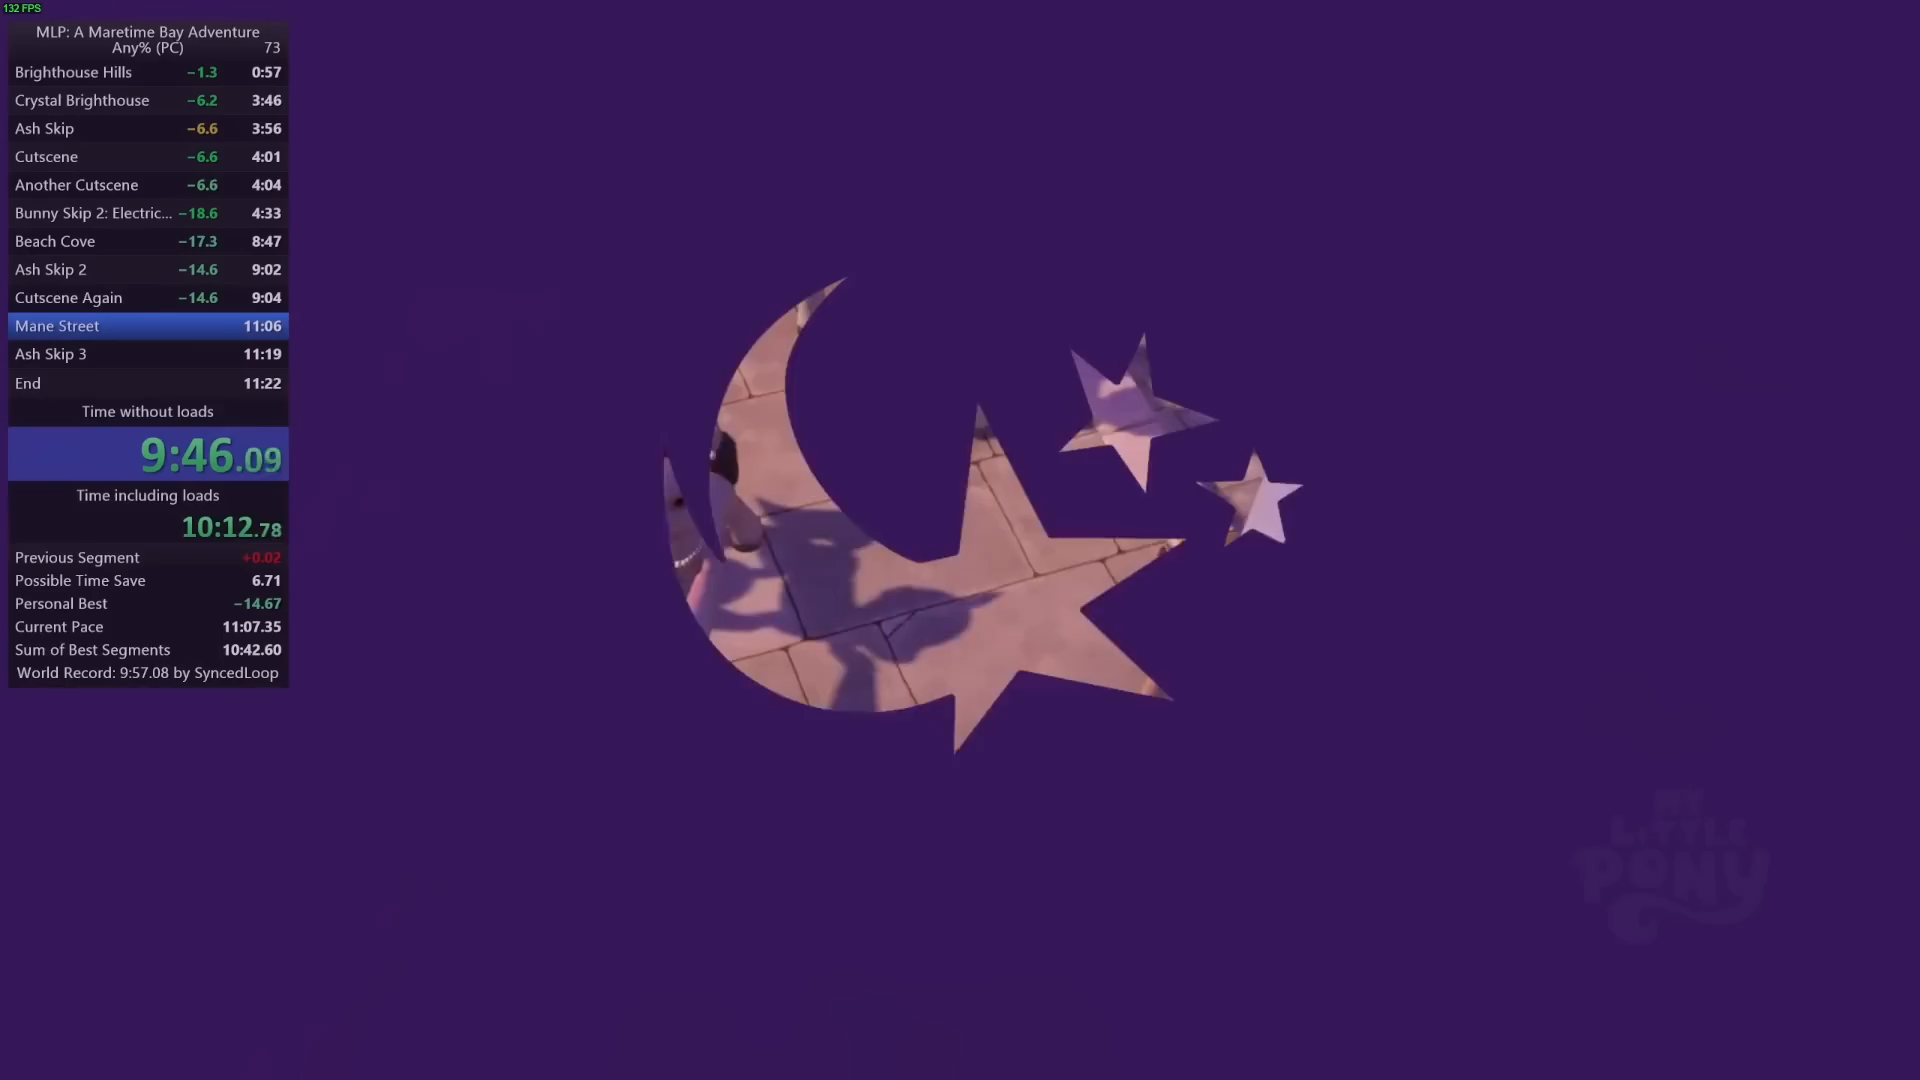 132 FPS
MLP: A Maretime Bay Adventure
Any% (PC) 73
Brighthouse Hills −1.3 0:57
Crystal Brighthouse −6.2 3:46
Ash Skip −6.6 3:56
Cutscene −6.6 4:01
Another Cutscene −6.6 4:04
Bunny Skip 2: Electric... −18.6 4:33
Beach Cove −17.3 8:47
Ash Skip 2 −14.6 9:02
Cutscene Again −14.6 9:04
Mane Street 11:06
Ash Skip 3 11:19
End 11:22
Time without loads
9:46.09
Time including loads
10:12.78
Previous Segment +0.02
Possible Time Save 6.71
Personal Best −14.67
Current Pace 11:07.35
Sum of Best Segments 10:42.60
World Record: 9:57.08 by SyncedLoop
MY
LITTLE
PONY